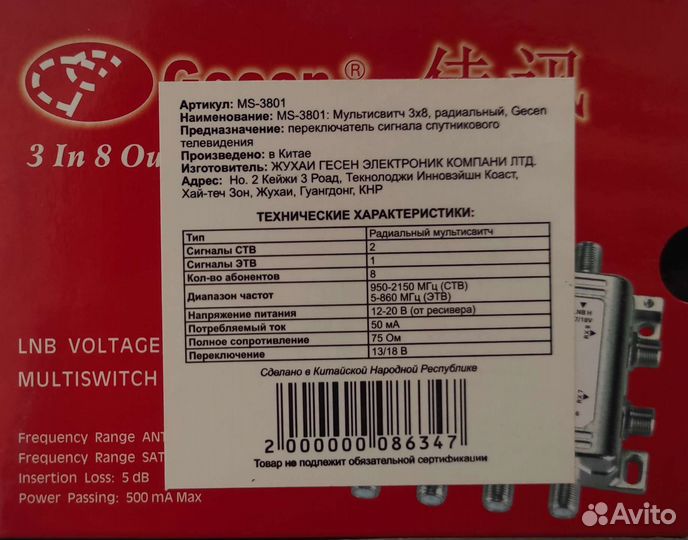 Gecen® 佳讯
3 In 8 Ou
Артикул: MS-3801
Наименование: MS-3801: Мультисвитч 3x8, радиальный, Gecen
Предназначение: переключатель сигнала спутникового
телевидения
Произведено: в Китае
Изготовитель: ЖУХАИ ГЕСЕН ЭЛЕКТРОНИК КОМПАНИ ЛТД.
Адрес: Но. 2 Кейжи 3 Роад, Текнолоджи Инновэйшн Коаст,
Хай-теч Зон, Жухаи, Гуангдонг, КНР
ТЕХНИЧЕСКИЕ ХАРАКТЕРИСТИКИ:
Тип Радиальный мультисвитч
Сигналы СТВ 2
Сигналы ЭТВ 1
Кол-во абонентов 8
Диапазон частот 950-2150 МГц (СТВ)
5-860 МГц (ЭТВ)
Напряжение питания 12-20 В (от ресивера)
Потребляемый ток 50 мА
Полное сопротивление 75 Ом
Переключение 13/18 В
Сделано в Китайской Народной Республике
2 000000 086347
Товар не подлежит обязательной сертификации
LNB VOLTAGE
MULTISWITCH
Frequency Range ANT
Frequency Range SAT
Insertion Loss: 5 dB
Power Passing: 500 mA Max
LNB H
/18V
Avito